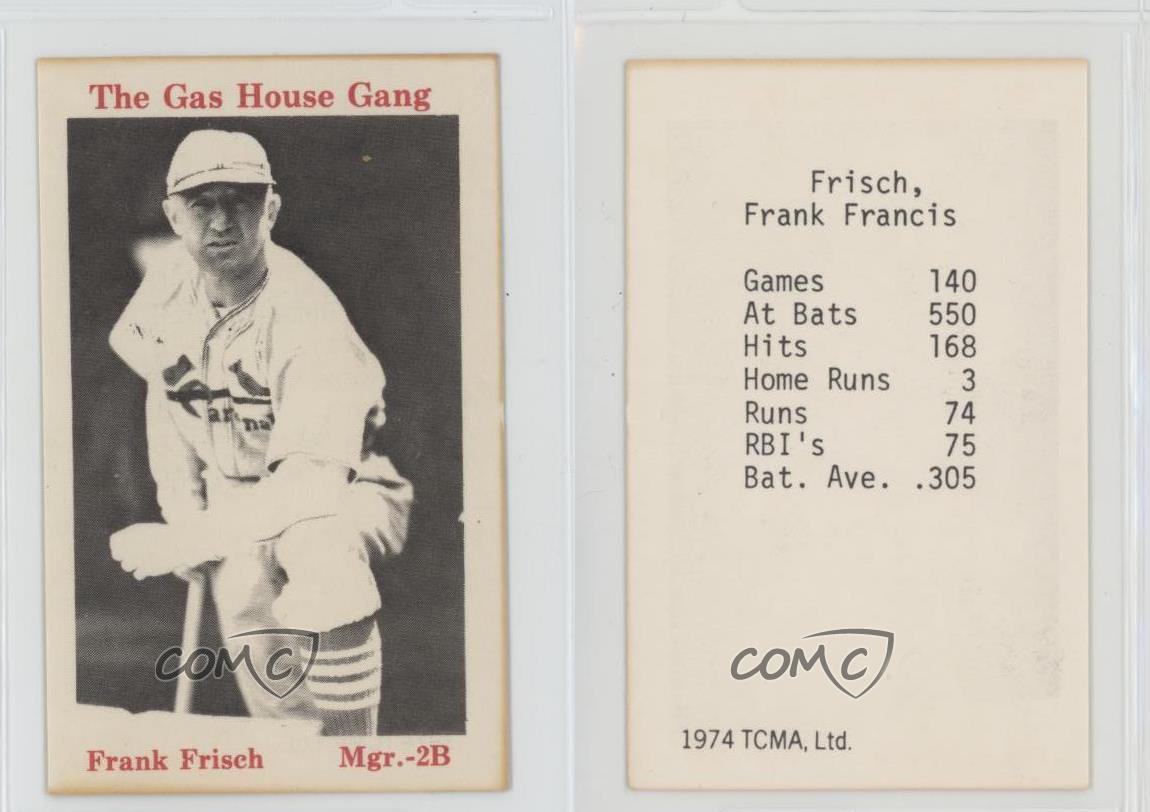 The Gas House Gang
Cardinals
COMC
Frank Frisch Mgr.-2B
Frisch,
Frank Francis
Games 140
At Bats 550
Hits 168
Home Runs 3
Runs 74
RBI's 75
Bat. Ave. .305
COMC
1974 TCMA, Ltd.